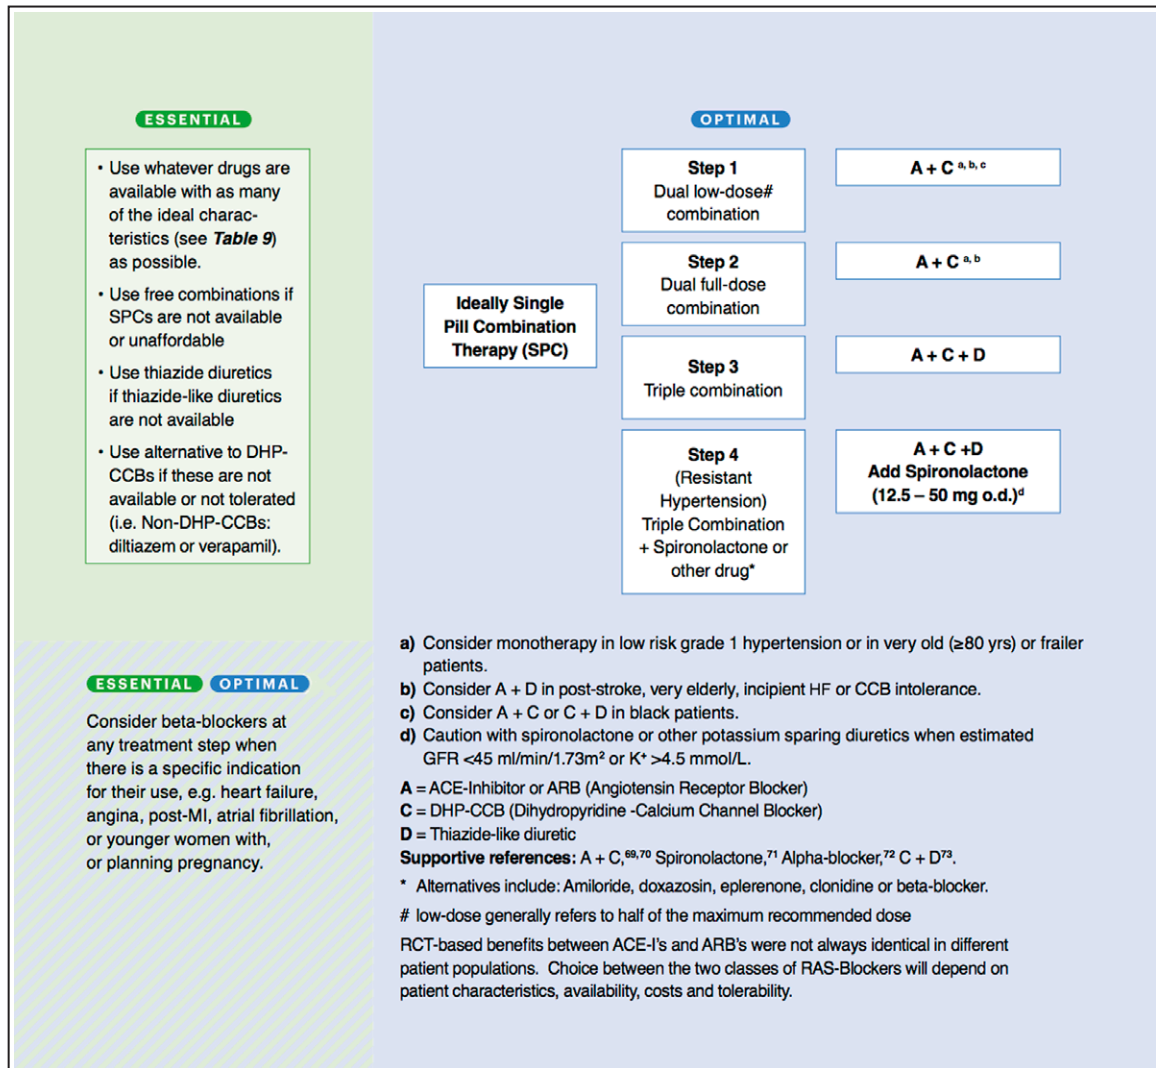 ESSENTIAL
• Use whatever drugs are
available with as many
of the ideal charac-
teristics (see Table 9)
as possible.
• Use free combinations if
SPCs are not available
or unaffordable
• Use thiazide diuretics
if thiazide-like diuretics
are not available
• Use alternative to DHP-
CCBs if these are not
available or not tolerated
(i.e. Non-DHP-CCBs:
diltiazem or verapamil).
ESSENTIAL OPTIMAL
Consider beta-blockers at
any treatment step when
there is a specific indication
for their use, e.g. heart failure,
angina, post-MI, atrial fibrillation,
or younger women with,
or planning pregnancy.
OPTIMAL
Ideally Single
Pill Combination
Therapy (SPC)
Step 1
Dual low-dose#
combination
A + C a, b, c
Step 2
Dual full-dose
combination
A + C a, b
Step 3
Triple combination
A + C + D
Step 4
(Resistant
Hypertension)
Triple Combination
+ Spironolactone or
other drug*
A + C +D
Add Spironolactone
(12.5 – 50 mg o.d.)d
a) Consider monotherapy in low risk grade 1 hypertension or in very old (≥80 yrs) or frailer
patients.
b) Consider A + D in post-stroke, very elderly, incipient HF or CCB intolerance.
c) Consider A + C or C + D in black patients.
d) Caution with spironolactone or other potassium sparing diuretics when estimated
GFR <45 ml/min/1.73m² or K⁺ >4.5 mmol/L.
A = ACE-Inhibitor or ARB (Angiotensin Receptor Blocker)
C = DHP-CCB (Dihydropyridine -Calcium Channel Blocker)
D = Thiazide-like diuretic
Supportive references: A + C,69,70 Spironolactone,71 Alpha-blocker,72 C + D73.
* Alternatives include: Amiloride, doxazosin, eplerenone, clonidine or beta-blocker.
# low-dose generally refers to half of the maximum recommended dose
RCT-based benefits between ACE-I's and ARB's were not always identical in different
patient populations. Choice between the two classes of RAS-Blockers will depend on
patient characteristics, availability, costs and tolerability.